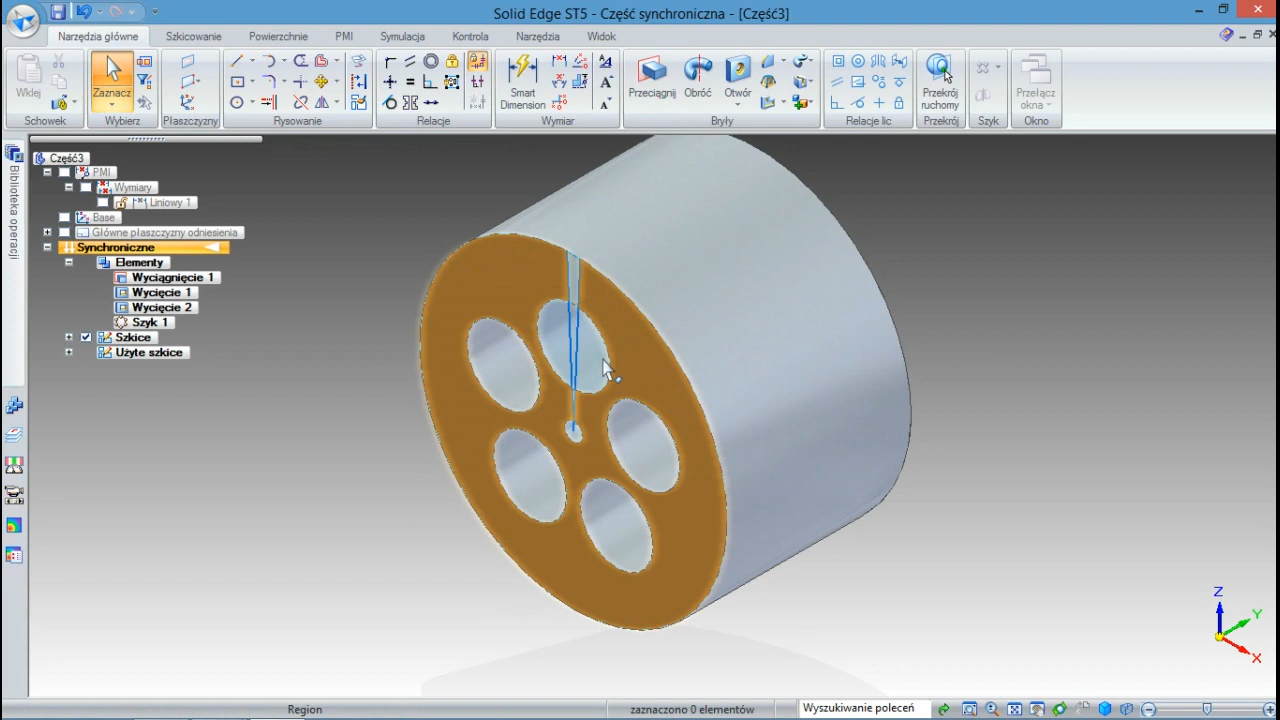 Solid Edge ST5 - Część synchroniczna - [Część3]
Narzędzia główne Szkicowanie Powierzchnie PMI Symulacja Kontrola Narzędzia Widok
Wklej Zaznacz Smart Dimension Przeciągnij Obróć Otwór Przekrój ruchomy Przełącz okna
Schowek Wybierz Płaszczyzny Rysowanie Relacje Wymiar Bryły Relacje lic Przekrój Szyk Okno
Biblioteka operacji
Część3
PMI
Wymiary
Liniowy 1
Base
Główne płaszczyzny odniesienia
Synchroniczne
Elementy
Wyciągnięcie 1
Wycięcie 1
Wycięcie 2
Szyk 1
Szkice
Użyte szkice
Z
Y
X
Region zaznaczono 0 elementów Wyszukiwanie poleceń